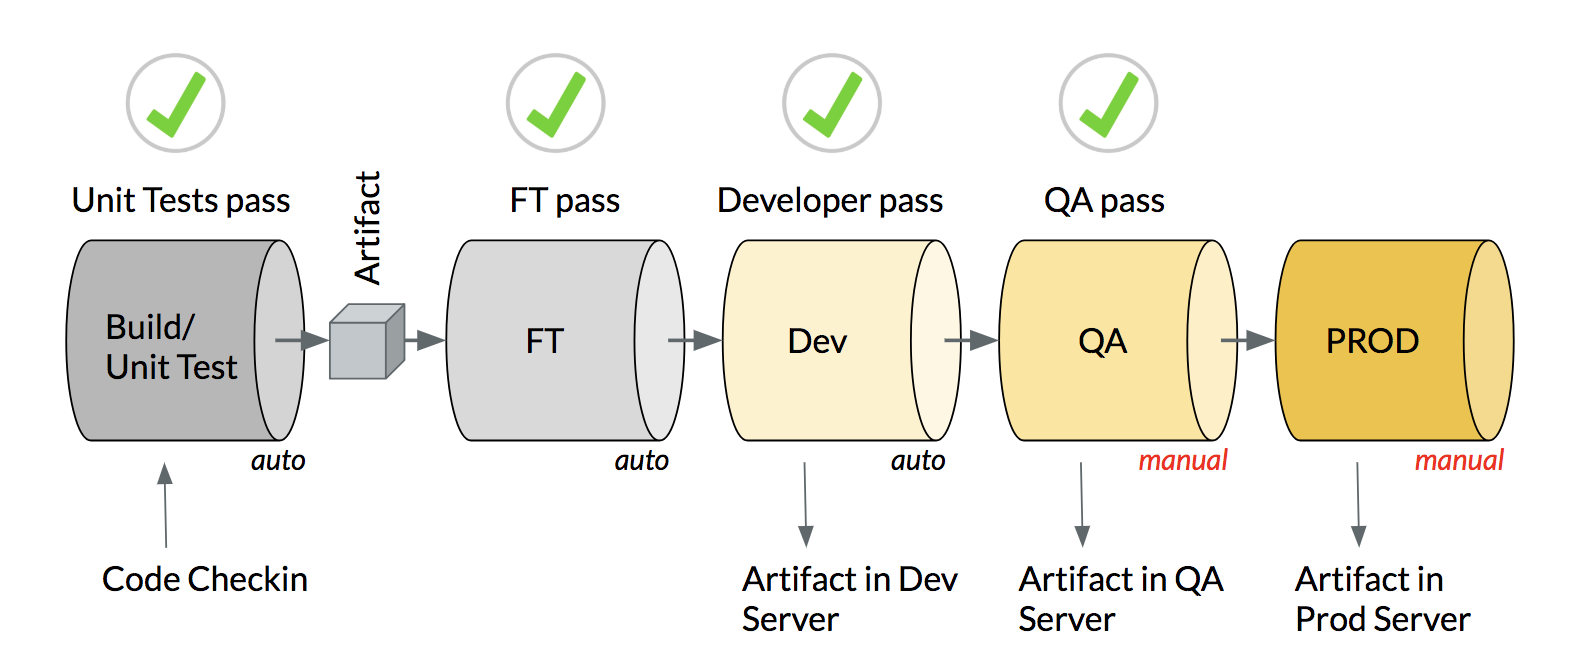 Unit Tests pass
Artifact
FT pass
Developer pass
QA pass
Build/
Unit Test
FT
Dev
QA
PROD
auto
auto
auto
manual
manual
Code Checkin
Artifact in Dev
Server
Artifact in QA
Server
Artifact in
Prod Server